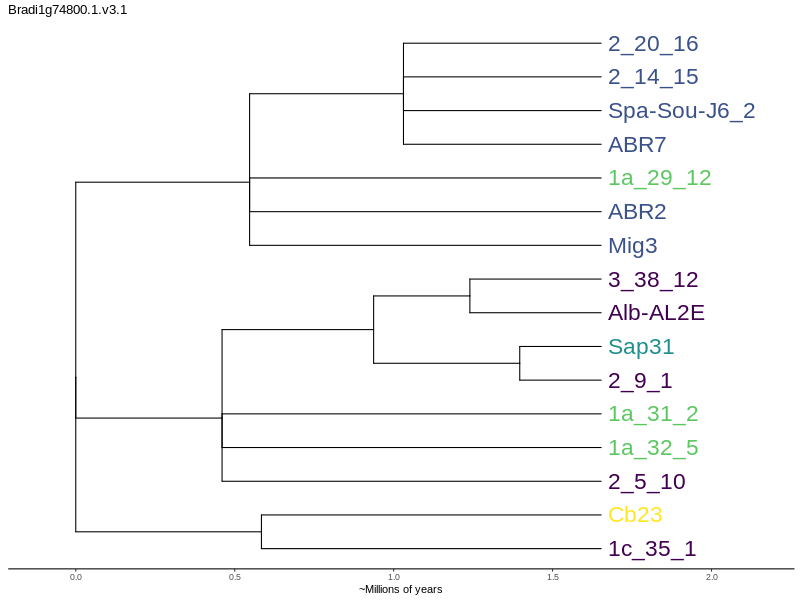 Bradi1g74800.1.v3.1
2_20_16
2_14_15
Spa-Sou-J6_2
ABR7
1a_29_12
ABR2
Mig3
3_38_12
Alb-AL2E
Sap31
2_9_1
1a_31_2
1a_32_5
2_5_10
Cb23
1c_35_1
0.0 0.5 1.0 1.5 2.0
~Millions of years